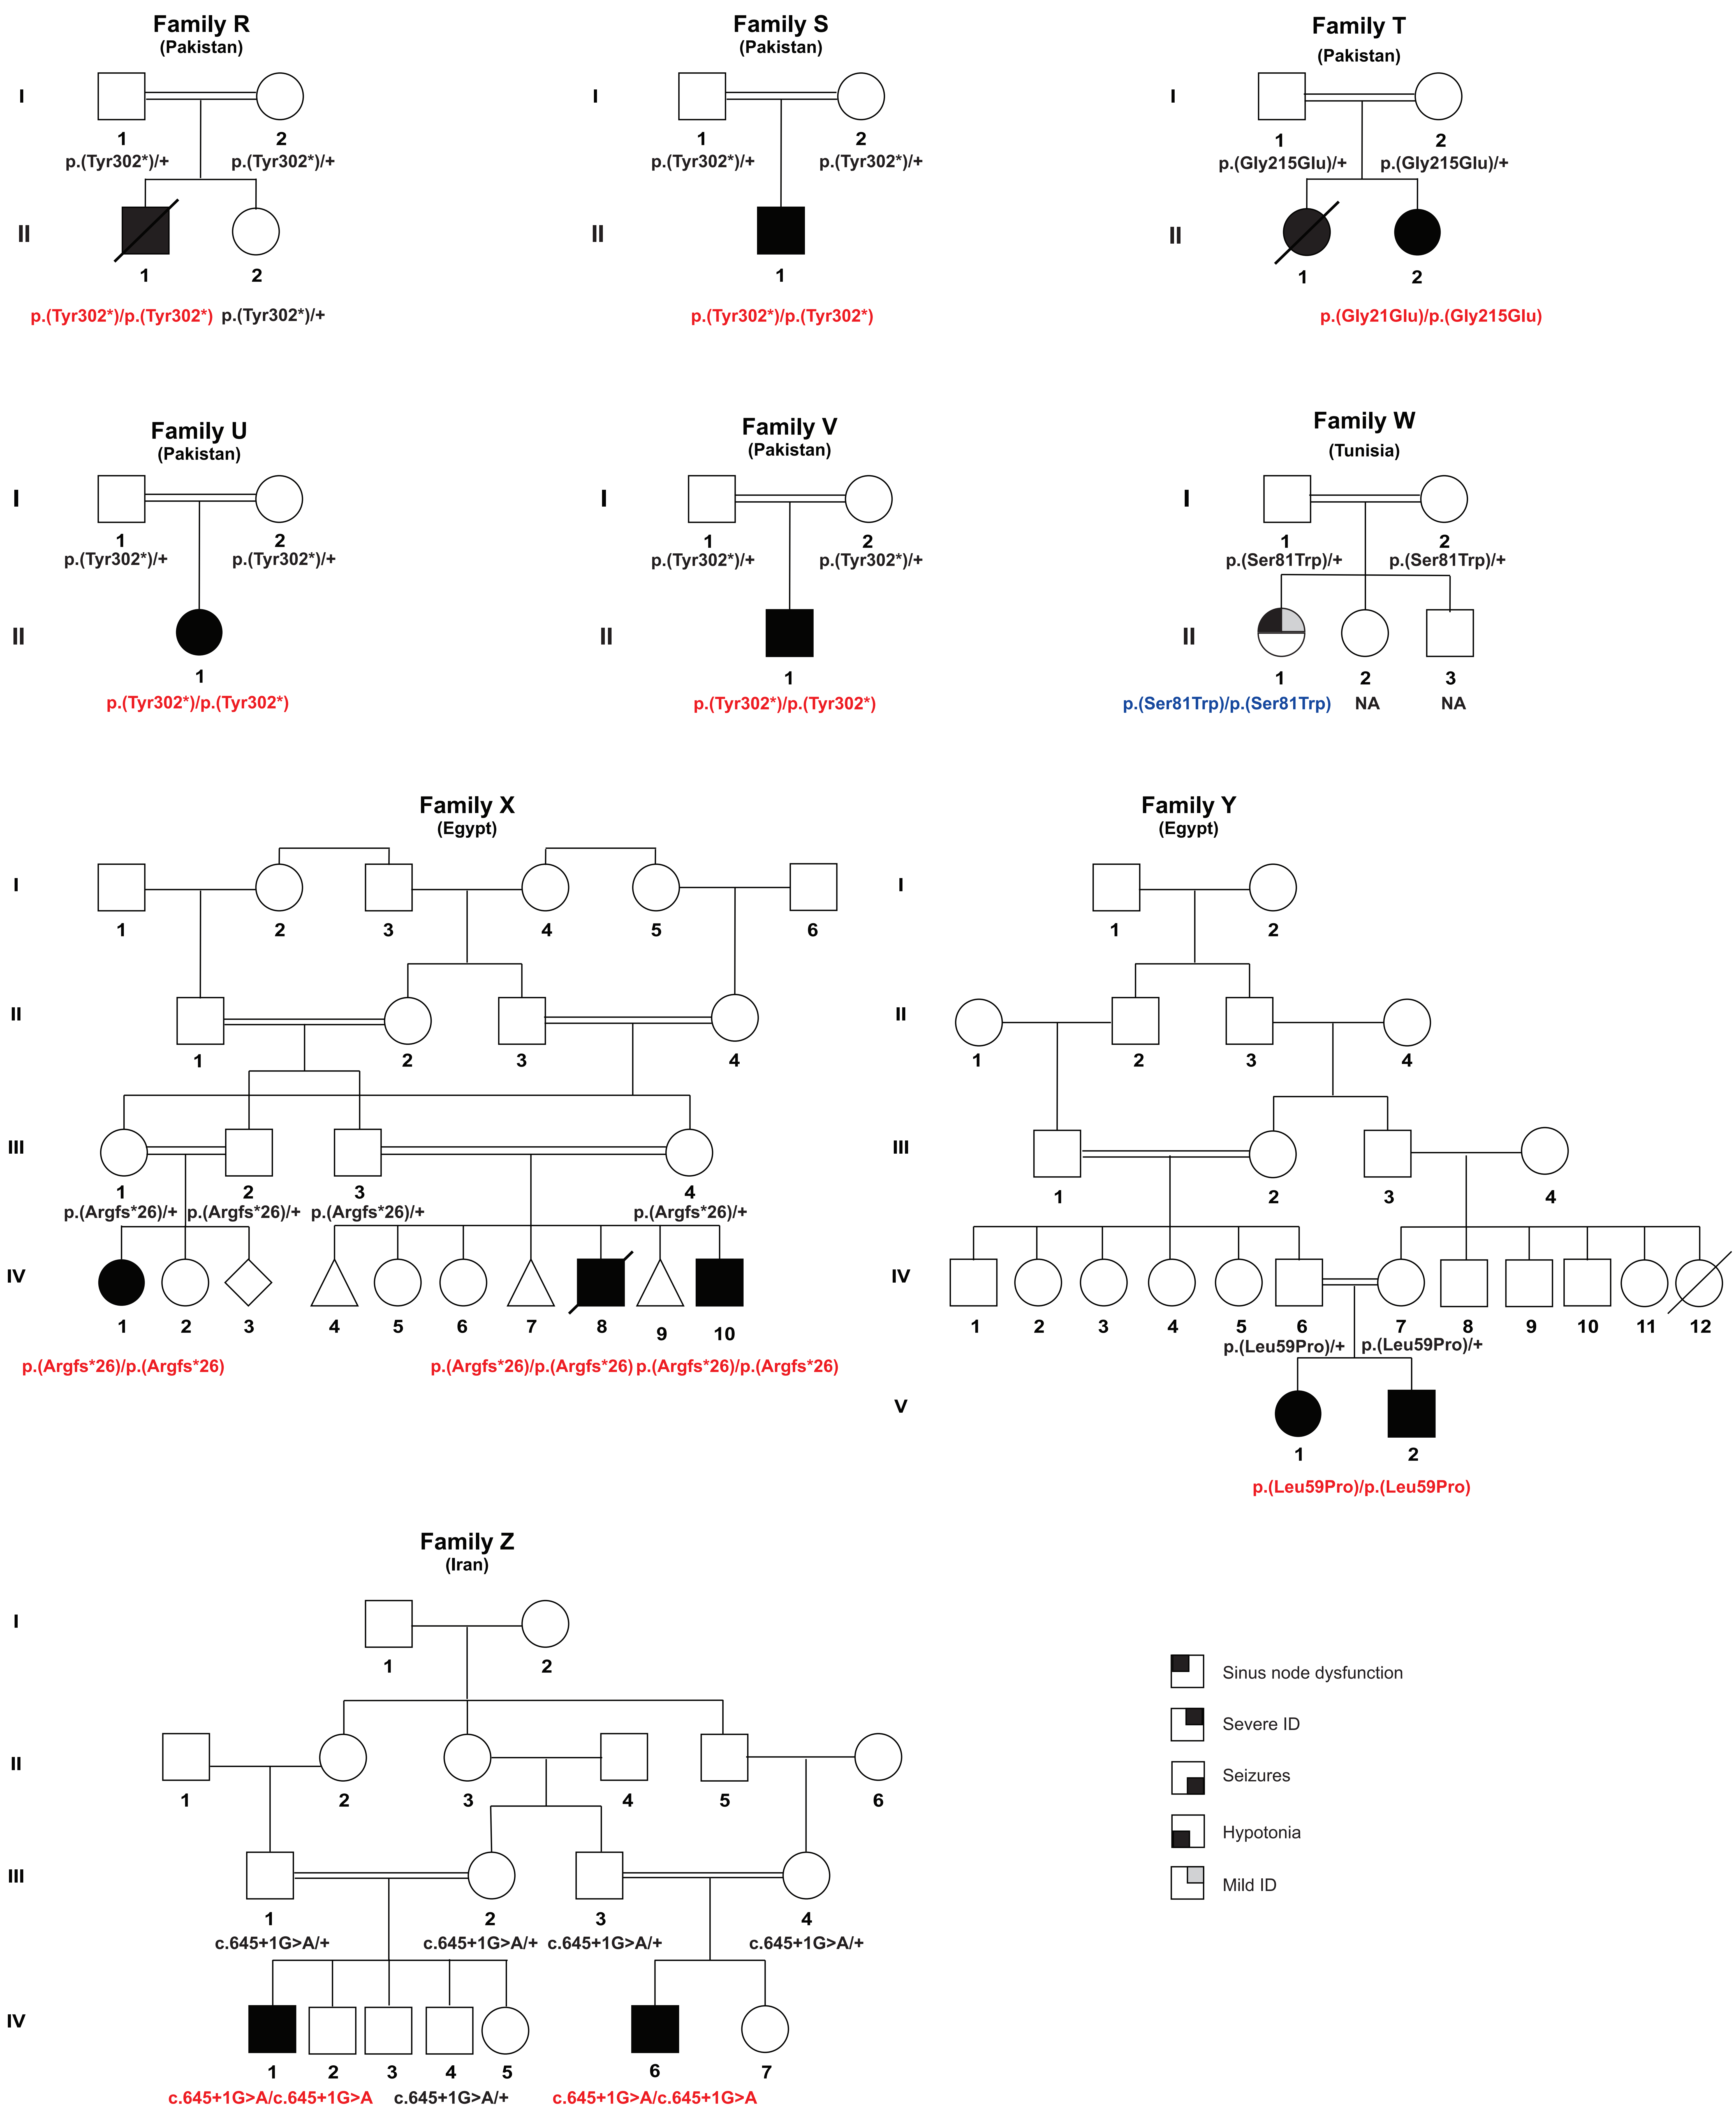 Family R
(Pakistan)
I
1 2
p.(Tyr302*)/+ p.(Tyr302*)/+
II
1 2
p.(Tyr302*)/p.(Tyr302*) p.(Tyr302*)/+
Family S
(Pakistan)
I
1 2
p.(Tyr302*)/+ p.(Tyr302*)/+
II
1
p.(Tyr302*)/p.(Tyr302*)
Family T
(Pakistan)
I
1 2
p.(Gly215Glu)/+ p.(Gly215Glu)/+
II
1 2
p.(Gly21Glu)/p.(Gly215Glu)
Family U
(Pakistan)
I
1 2
p.(Tyr302*)/+ p.(Tyr302*)/+
II
1
p.(Tyr302*)/p.(Tyr302*)
Family V
(Pakistan)
I
1 2
p.(Tyr302*)/+ p.(Tyr302*)/+
II
1
p.(Tyr302*)/p.(Tyr302*)
Family W
(Tunisia)
I
1 2
p.(Ser81Trp)/+ p.(Ser81Trp)/+
II
1 2 3
p.(Ser81Trp)/p.(Ser81Trp) NA NA
Family X
(Egypt)
I
1 2 3 4 5 6
II
1 2 3 4
III
1 2 3 4
p.(Argfs*26)/+ p.(Argfs*26)/+ p.(Argfs*26)/+ p.(Argfs*26)/+
IV
1 2 3 4 5 6 7 8 9 10
p.(Argfs*26)/p.(Argfs*26) p.(Argfs*26)/p.(Argfs*26) p.(Argfs*26)/p.(Argfs*26)
Family Y
(Egypt)
I
1 2
II
1 2 3 4
III
1 2 3 4
IV
1 2 3 4 5 6 7 8 9 10 11 12
p.(Leu59Pro)/+ p.(Leu59Pro)/+
V
1 2
p.(Leu59Pro)/p.(Leu59Pro)
Family Z
(Iran)
I
1 2
II
1 2 3 4 5 6
III
1 2 3 4
c.645+1G>A/+ c.645+1G>A/+ c.645+1G>A/+ c.645+1G>A/+
IV
1 2 3 4 5 6 7
c.645+1G>A/c.645+1G>A c.645+1G>A/+ c.645+1G>A/c.645+1G>A
Sinus node dysfunction
Severe ID
Seizures
Hypotonia
Mild ID